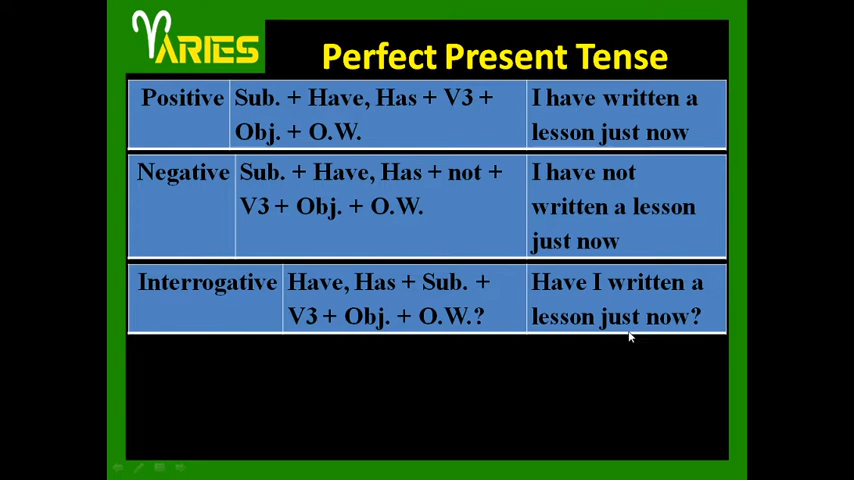 ARIES
Perfect Present Tense
Positive
Sub. + Have, Has + V3 +
Obj. + O.W.
I have written a
lesson just now
Negative
Sub. + Have, Has + not +
V3 + Obj. + O.W.
I have not
written a lesson
just now
Interrogative
Have, Has + Sub. +
V3 + Obj. + O.W.?
Have I written a
lesson just now?